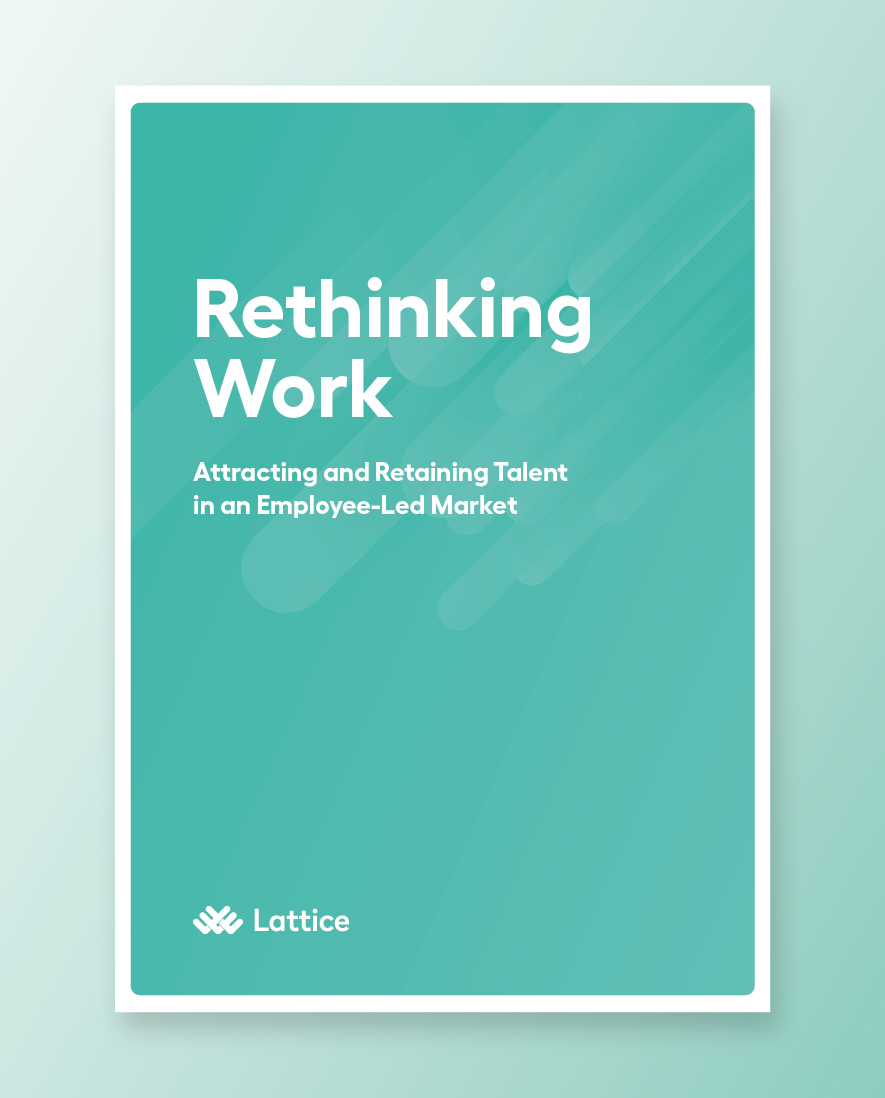 Rethinking
Work
Attracting and Retaining Talent
in an Employee-Led Market
Lattice